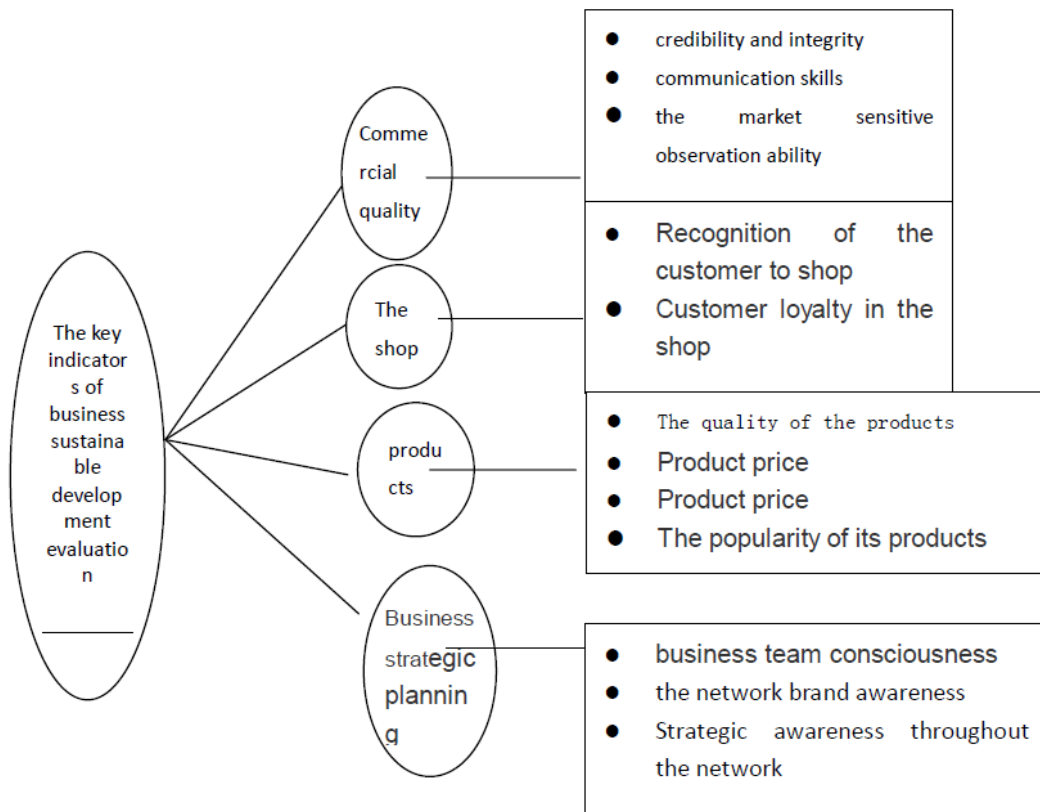 The key
indicator
s of
business
sustaina
ble
develop
ment
evaluatio
n
Comme
rcial
quality
● credibility and integrity
● communication skills
● the market sensitive
observation ability
The
shop
● Recognition of the
customer to shop
● Customer loyalty in the
shop
produ
cts
● The quality of the products
● Product price
● Product price
● The popularity of its products
Business
strategic
plannin
g
● business team consciousness
● the network brand awareness
● Strategic awareness throughout
the network